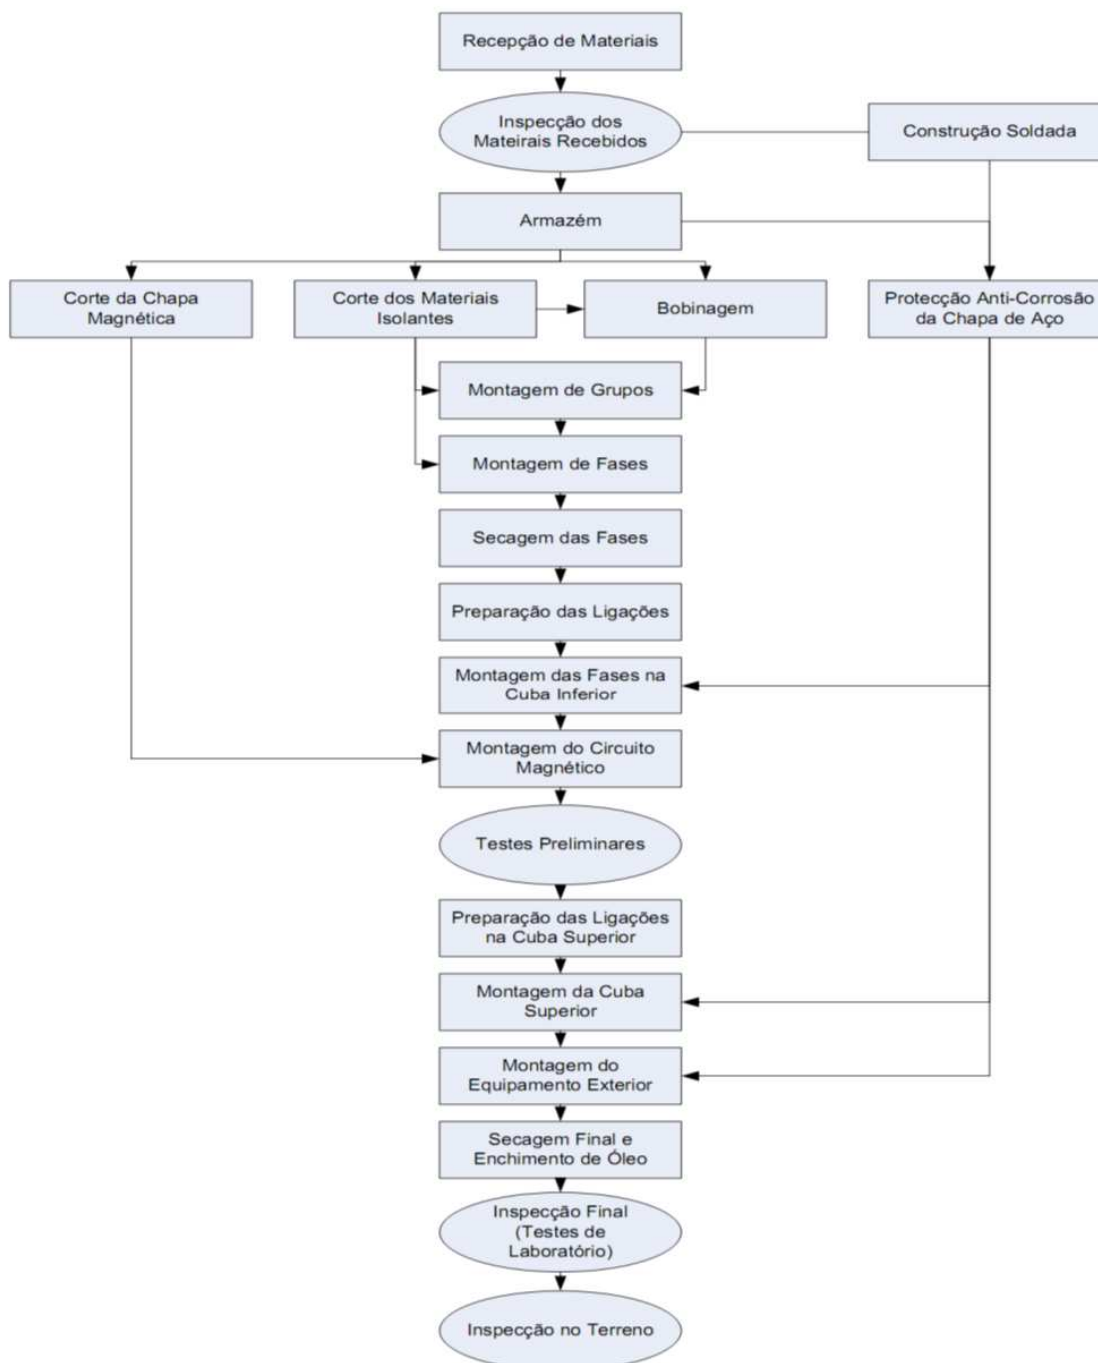 Recepção de Materiais
Inspecção dos
Mateirais Recebidos
Construção Soldada
Armazém
Corte da Chapa
Magnética
Corte dos Materiais
Isolantes
Bobinagem
Protecção Anti-Corrosão
da Chapa de Aço
Montagem de Grupos
Montagem de Fases
Secagem das Fases
Preparação das Ligações
Montagem das Fases na
Cuba Inferior
Montagem do Circuito
Magnético
Testes Preliminares
Preparação das Ligações
na Cuba Superior
Montagem da Cuba
Superior
Montagem do
Equipamento Exterior
Secagem Final e
Enchimento de Óleo
Inspecção Final
(Testes de
Laboratório)
Inspecção no Terreno